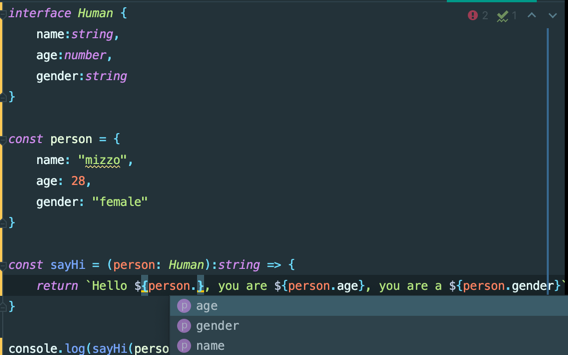 interface Human {
2 1
name:string,
age:number,
gender:string
}
const person = {
name: "mizzo",
age: 28,
gender: "female"
}
const sayHi = (person: Human):string => {
return `Hello ${person.}, you are ${person.age}, you are a ${person.gender}`
}
p age
p gender
p name
console.log(sayHi(perso